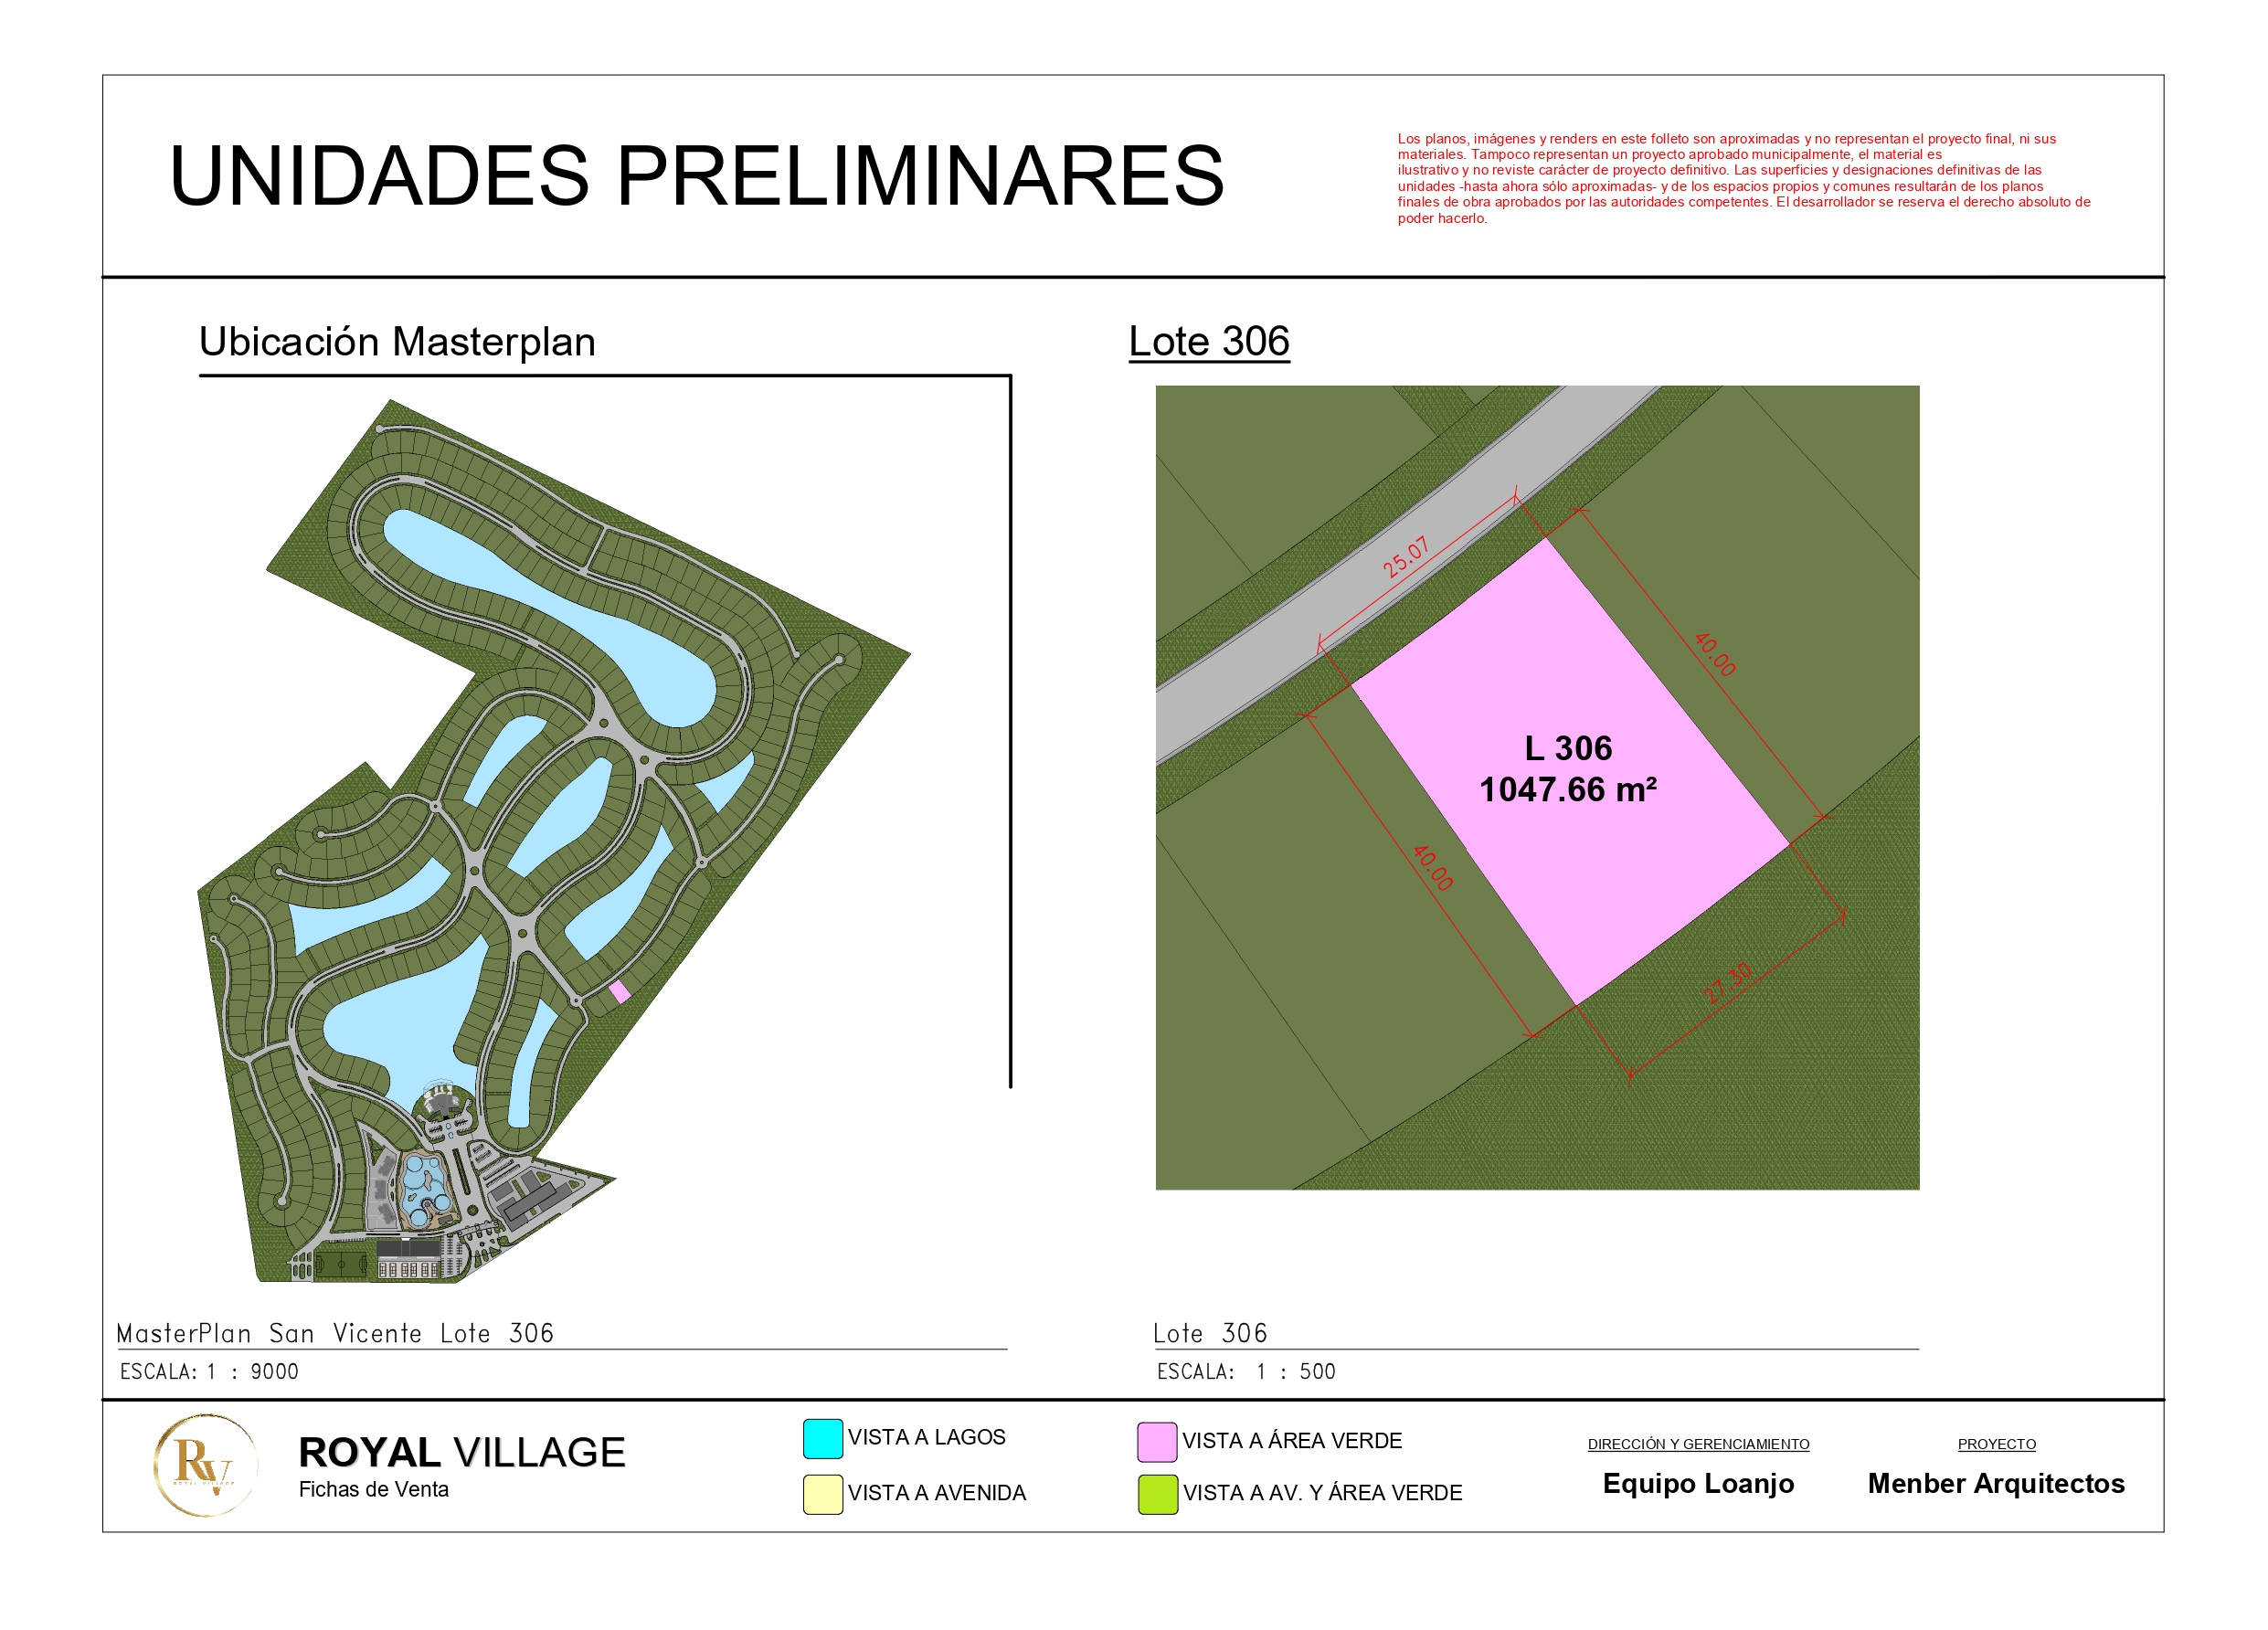 UNIDADES PRELIMINARES
Los planos, imágenes y renders en este folleto son aproximadas y no representan el proyecto final, ni sus
materiales. Tampoco representan un proyecto aprobado municipalmente, el material es
ilustrativo y no reviste carácter de proyecto definitivo. Las superficies y designaciones definitivas de las
unidades -hasta ahora sólo aproximadas- y de los espacios propios y comunes resultarán de los planos
finales de obra aprobados por las autoridades competentes. El desarrollador se reserva el derecho absoluto de
poder hacerlo.
Ubicación Masterplan
Lote 306
25.07
40.00
L 306
1047.66 m²
40.00
27.30
MasterPlan San Vicente Lote 306
ESCALA: 1 : 9000
Lote 306
ESCALA: 1 : 500
RV
ROYAL VILLAGE
ROYAL VILLAGE
Fichas de Venta
VISTA A LAGOS
VISTA A AVENIDA
VISTA A ÁREA VERDE
VISTA A AV. Y ÁREA VERDE
DIRECCIÓN Y GERENCIAMIENTO
Equipo Loanjo
PROYECTO
Menber Arquitectos